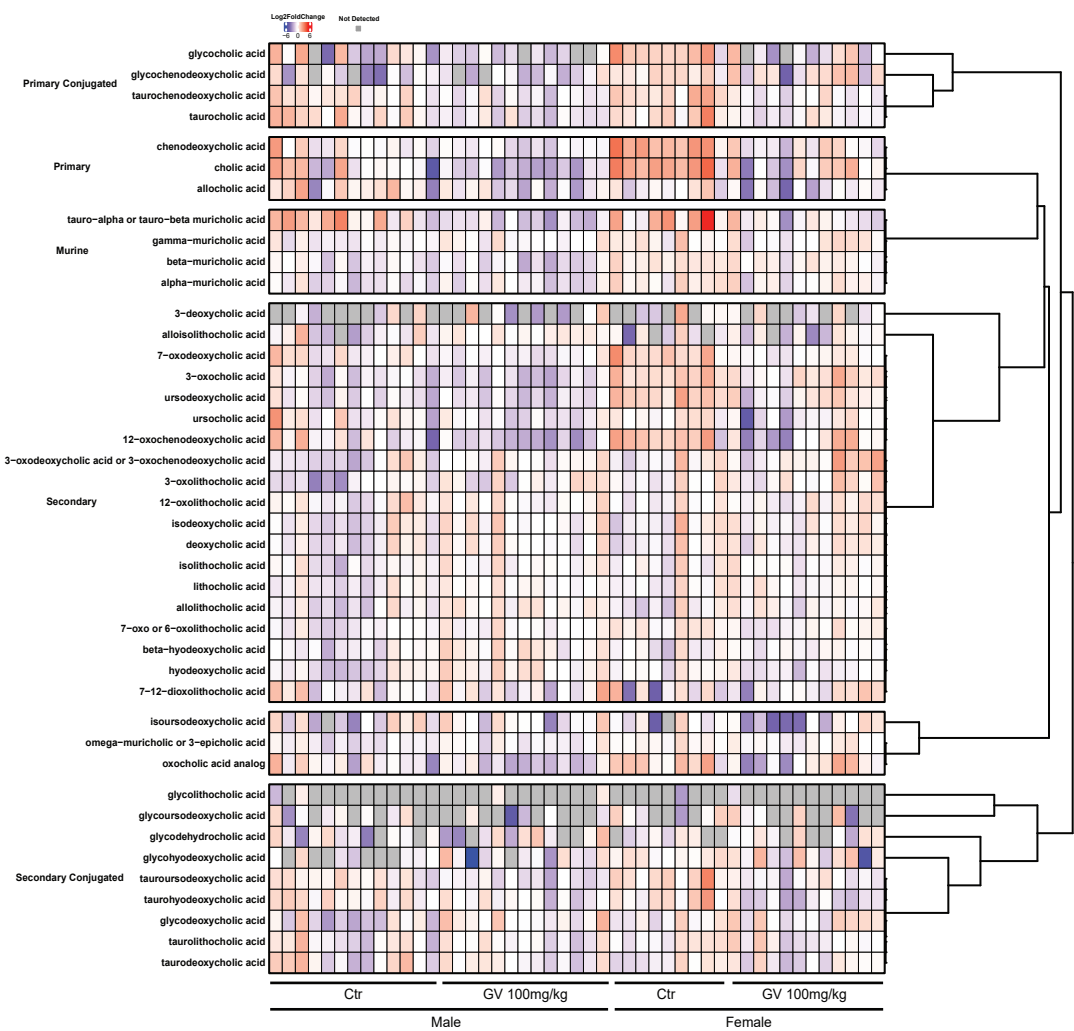 Log2FoldChange
Not Detected
−6 0 6
glycocholic acid
glycochenodeoxycholic acid
Primary Conjugated
taurochenodeoxycholic acid
taurocholic acid
chenodeoxycholic acid
Primary
cholic acid
allocholic acid
tauro−alpha or tauro−beta muricholic acid
gamma−muricholic acid
Murine
beta−muricholic acid
alpha−muricholic acid
3−deoxycholic acid
alloisolithocholic acid
7−oxodeoxycholic acid
3−oxocholic acid
ursodeoxycholic acid
ursocholic acid
12−oxochenodeoxycholic acid
3−oxodeoxycholic acid or 3−oxochenodeoxycholic acid
3−oxolithocholic acid
Secondary
12−oxolithocholic acid
isodeoxycholic acid
deoxycholic acid
isolithocholic acid
lithocholic acid
allolithocholic acid
7−oxo or 6−oxolithocholic acid
beta−hyodeoxycholic acid
hyodeoxycholic acid
7−12−dioxolithocholic acid
isoursodeoxycholic acid
omega−muricholic or 3−epicholic acid
oxocholic acid analog
glycolithocholic acid
glycoursodeoxycholic acid
glycodehydrocholic acid
glycohyodeoxycholic acid
Secondary Conjugated
tauroursodeoxycholic acid
taurohyodeoxycholic acid
glycodeoxycholic acid
taurolithocholic acid
taurodeoxycholic acid
Ctr GV 100mg/kg Ctr GV 100mg/kg
Male Female